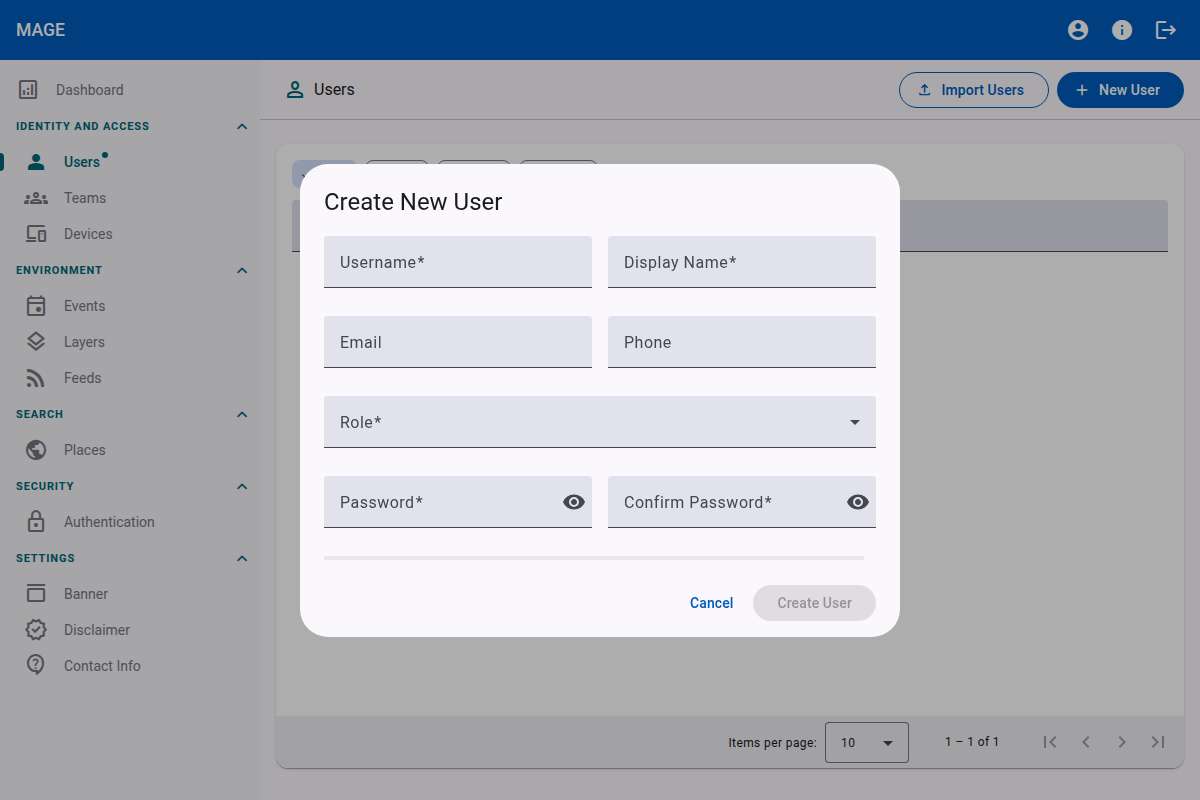 MAGE
Dashboard
IDENTITY AND ACCESS
Users
Teams
Devices
ENVIRONMENT
Events
Layers
Feeds
SEARCH
Places
SECURITY
Authentication
SETTINGS
Banner
Disclaimer
Contact Info
Users
Import Users
New User
Create New User
Username*
Display Name*
Email
Phone
Role*
Password*
Confirm Password*
Cancel
Create User
Items per page:
10
1 – 1 of 1